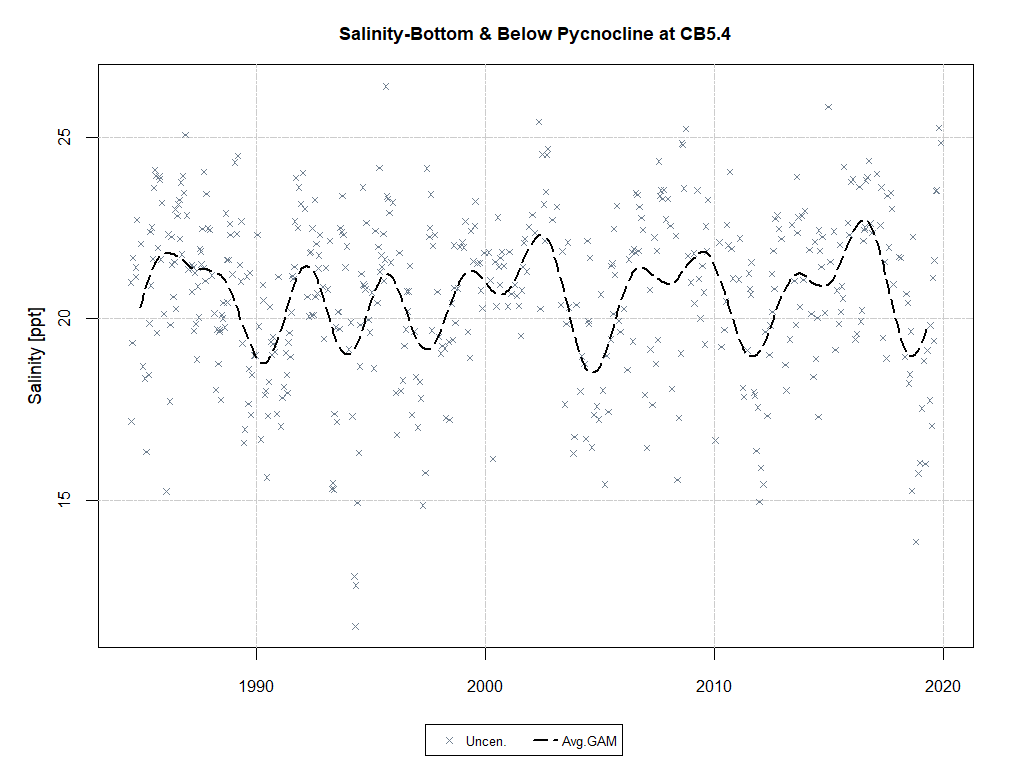 Salinity-Bottom & Below Pycnocline at CB5.4
Salinity [ppt]
25
20
15
1990 2000 2010 2020
Uncen. Avg.GAM